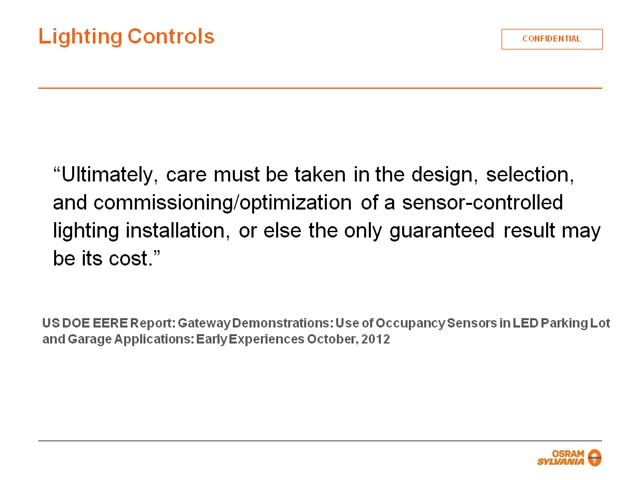 Lighting Controls
CONFIDENTIAL
“Ultimately, care must be taken in the design, selection,
and commissioning/optimization of a sensor-controlled
lighting installation, or else the only guaranteed result may
be its cost.”
US DOE EERE Report: Gateway Demonstrations: Use of Occupancy Sensors in LED Parking Lot
and Garage Applications: Early Experiences October, 2012
OSRAM
SYLVANIA